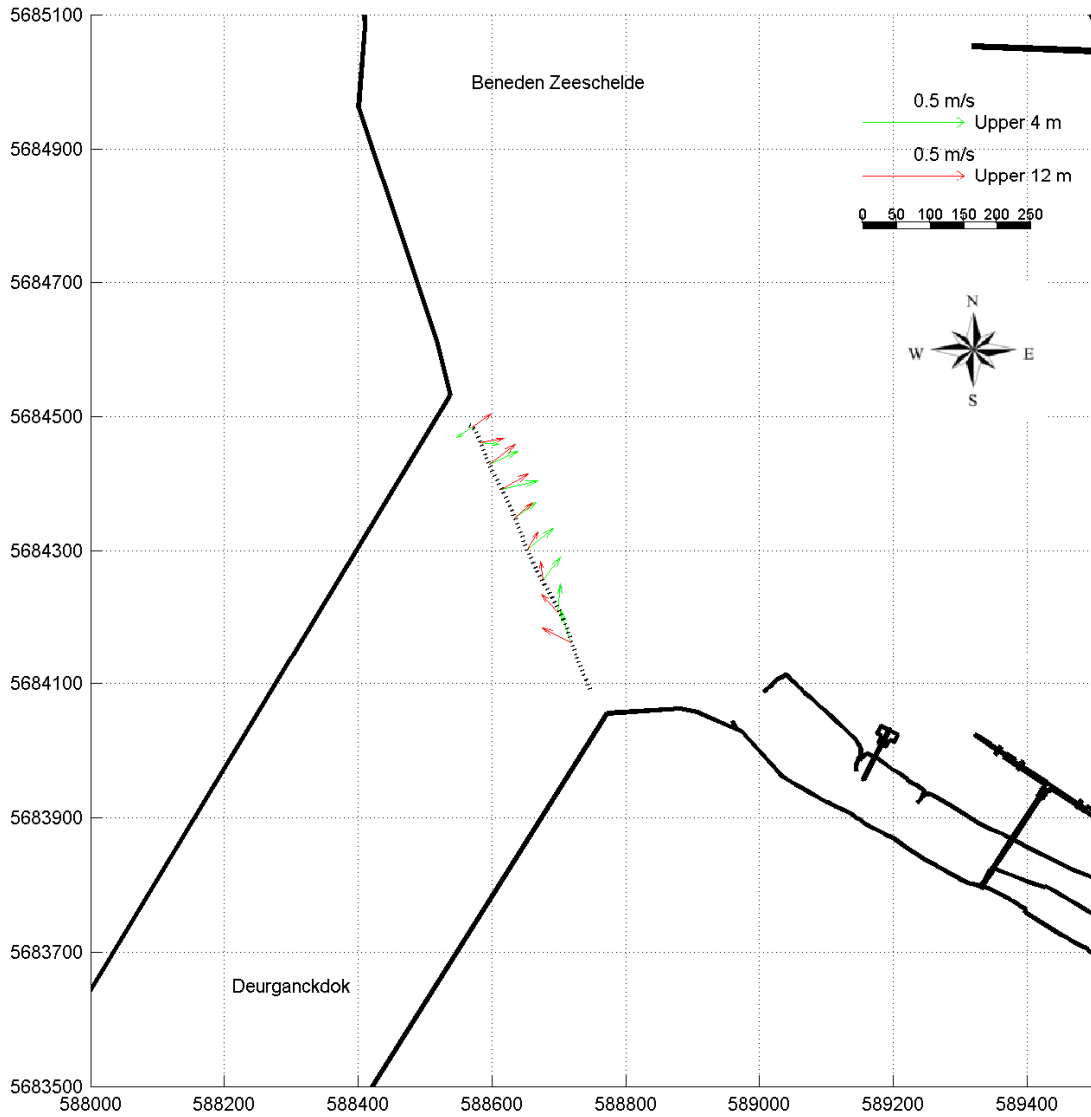 5685100
Beneden Zeeschelde
0.5 m/s
Upper 4 m
5684900
0.5 m/s
Upper 12 m
0 50 100 150 200 250
5684700
N
W E
S
5684500
5684300
5684100
5683900
5683700
Deurganckdok
5683500
588000 588200 588400 588600 588800 589000 589200 589400